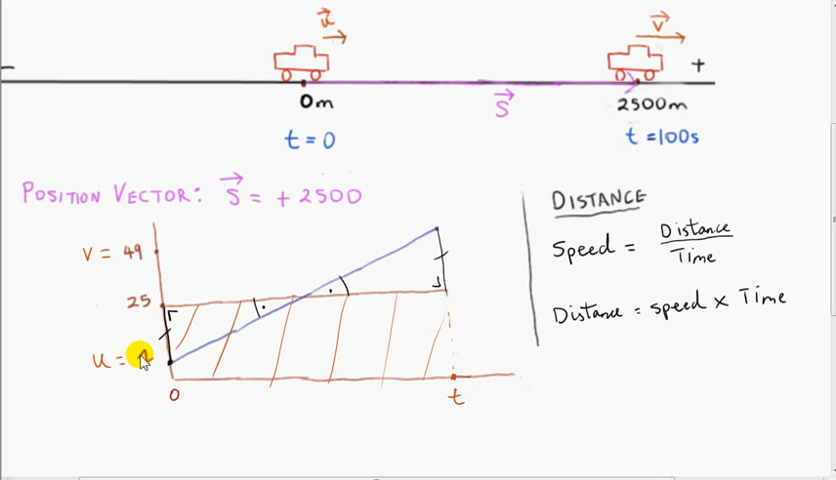 u
v
- +
0m
S
2500m
t = 0
t = 100s
POSITION VECTOR: S = + 2500
DISTANCE
Speed = Distance
Time
V = 49
25
Distance = speed × Time
u =
0
t